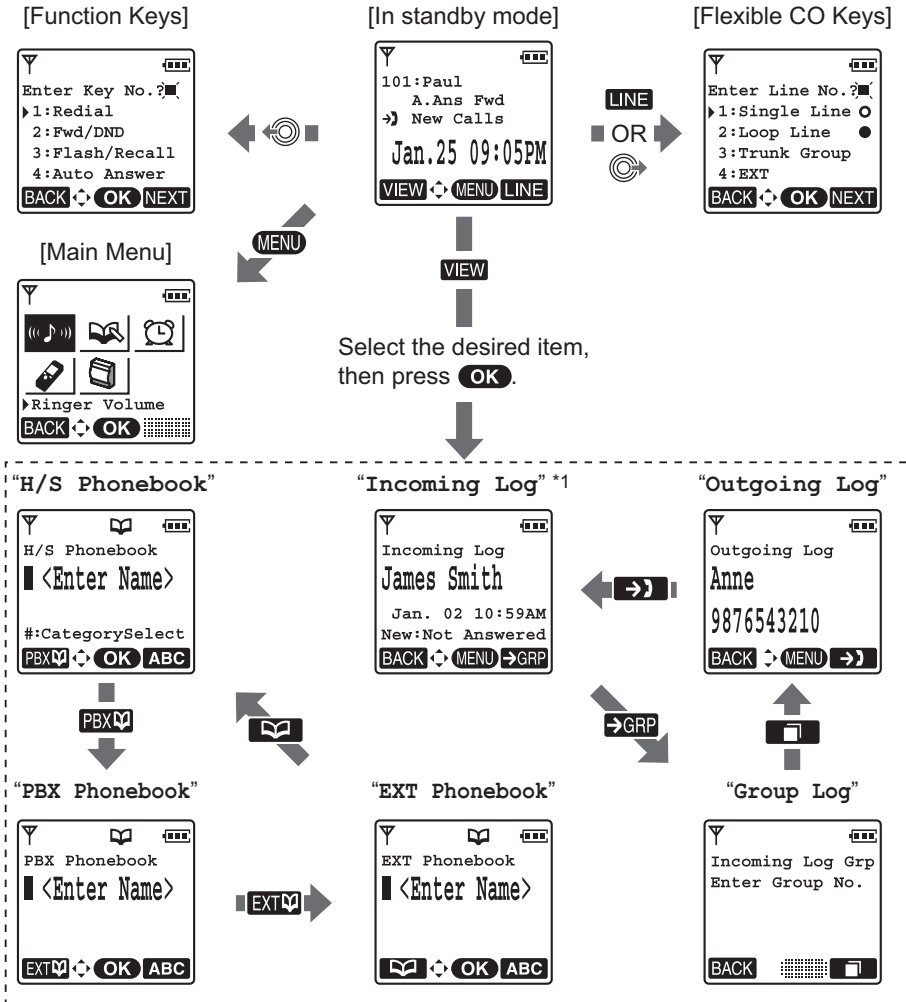 [Function Keys]
Enter Key No.?
1:Redial
2:Fwd/DND
3:Flash/Recall
4:Auto Answer
BACK OK NEXT
[In standby mode]
101:Paul
A.Ans Fwd
New Calls
Jan.25 09:05PM
VIEW MENU LINE
LINE
OR
[Flexible CO Keys]
Enter Line No.?
1:Single Line
2:Loop Line
3:Trunk Group
4:EXT
BACK OK NEXT
MENU
[Main Menu]
Ringer Volume
BACK OK
VIEW
Select the desired item,
then press OK.
“H/S Phonebook”
H/S Phonebook
<Enter Name>
#:CategorySelect
PBX OK ABC
“Incoming Log” *1
Incoming Log
James Smith
Jan. 02 10:59AM
New:Not Answered
BACK MENU →GRP
“Outgoing Log”
Outgoing Log
Anne
9876543210
BACK MENU
PBX
→GRP
“PBX Phonebook”
PBX Phonebook
<Enter Name>
EXT OK ABC
EXT
“EXT Phonebook”
EXT Phonebook
<Enter Name>
OK ABC
“Group Log”
Incoming Log Grp
Enter Group No.
BACK